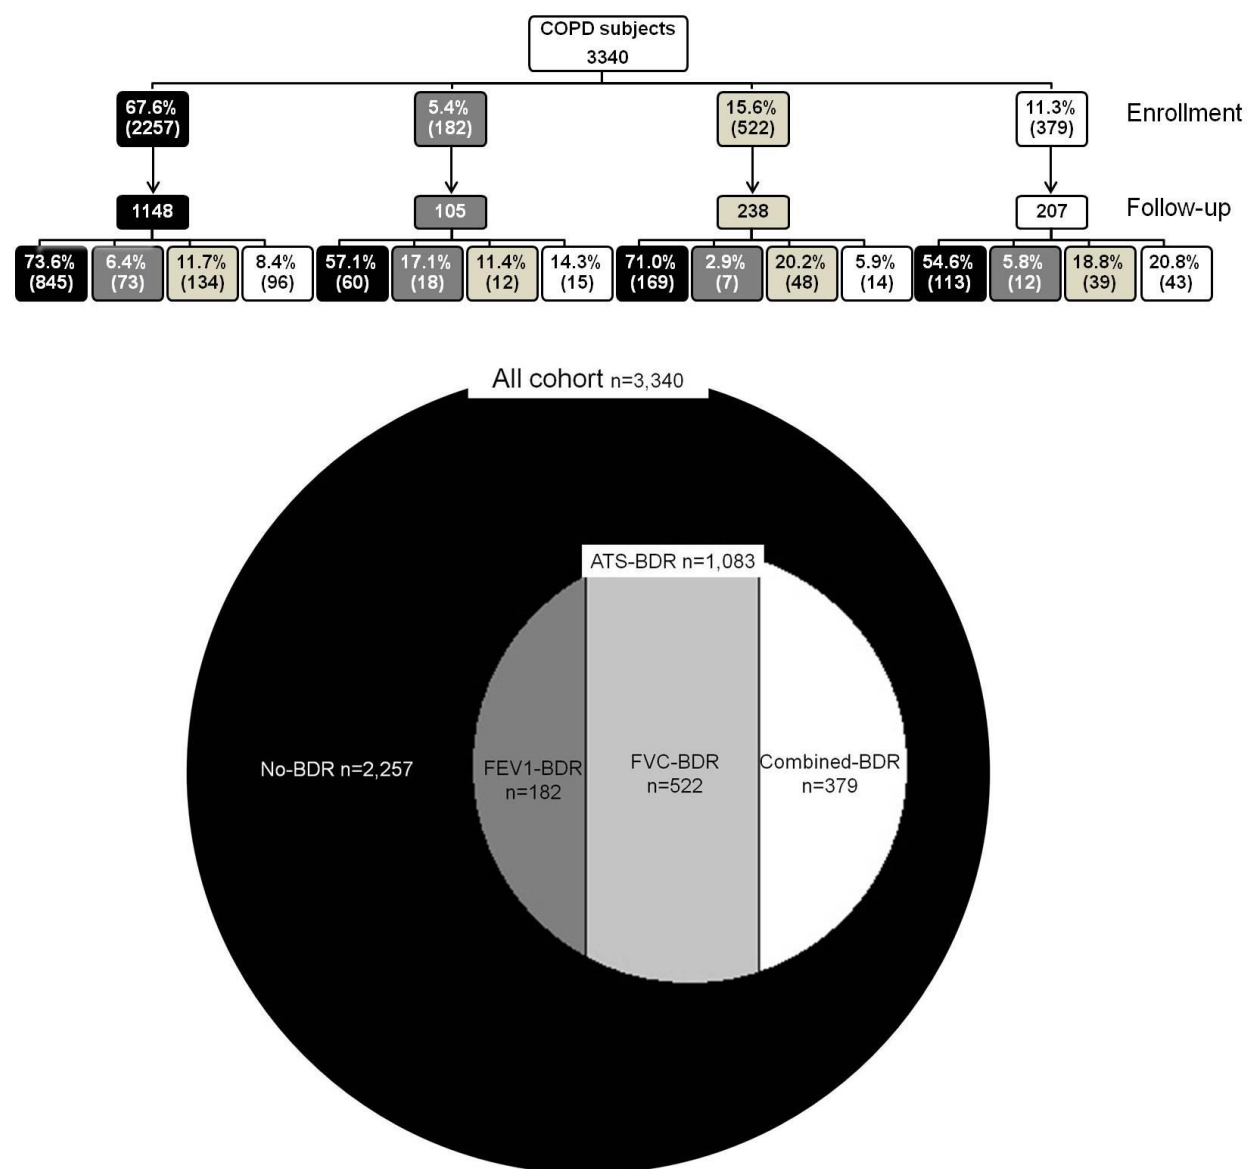 COPD subjects
3340
67.6% 5.4% 15.6% 11.3%
(2257) (182) (522) (379)
Enrollment
1148 105 238 207
Follow-up
73.6% 6.4% 11.7% 8.4% 57.1% 17.1% 11.4% 14.3% 71.0% 2.9% 20.2% 5.9% 54.6% 5.8% 18.8% 20.8%
(845) (73) (134) (96) (60) (18) (12) (15) (169) (7) (48) (14) (113) (12) (39) (43)
All cohort n=3,340
ATS-BDR n=1,083
No-BDR n=2,257
FEV1-BDR
n=182
FVC-BDR
n=522
Combined-BDR
n=379